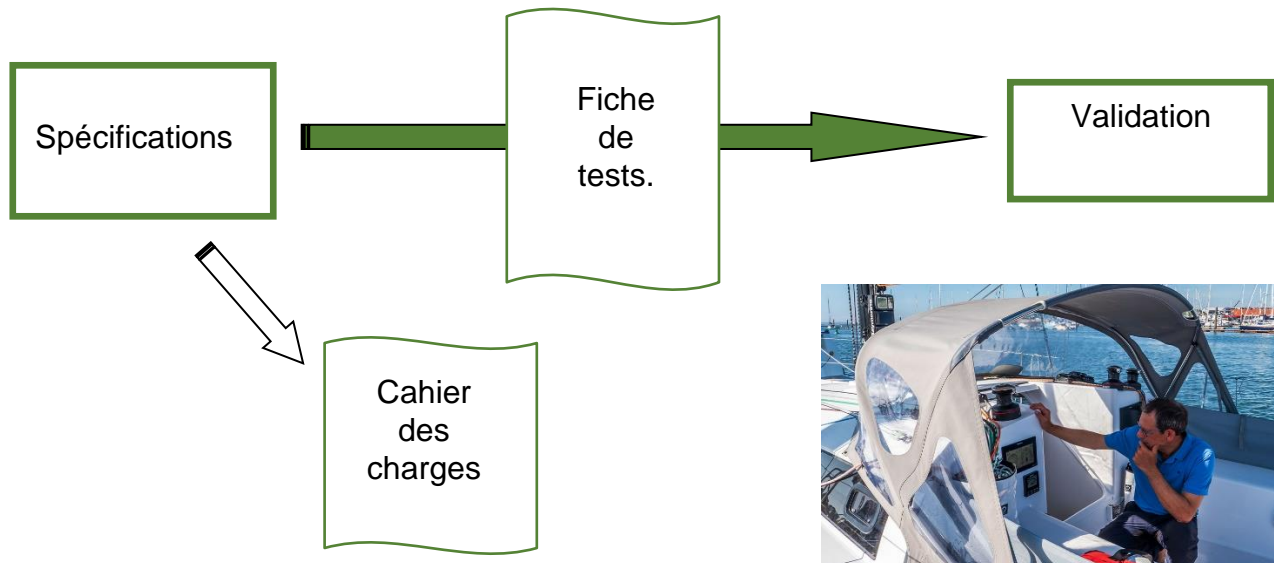 Spécifications
Fiche
de
tests.
Validation
Cahier
des
charges